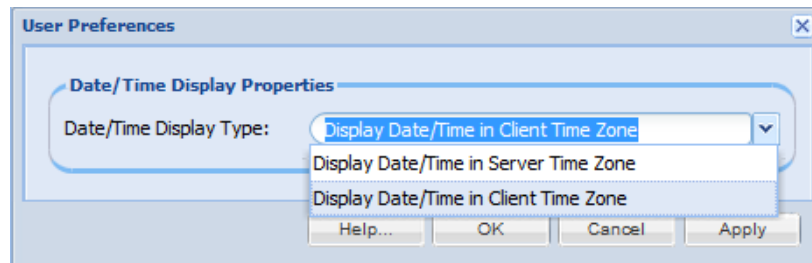 User Preferences
Date/Time Display Properties
Date/Time Display Type: Display Date/Time in Client Time Zone
Display Date/Time in Server Time Zone
Display Date/Time in Client Time Zone
Help... OK Cancel Apply